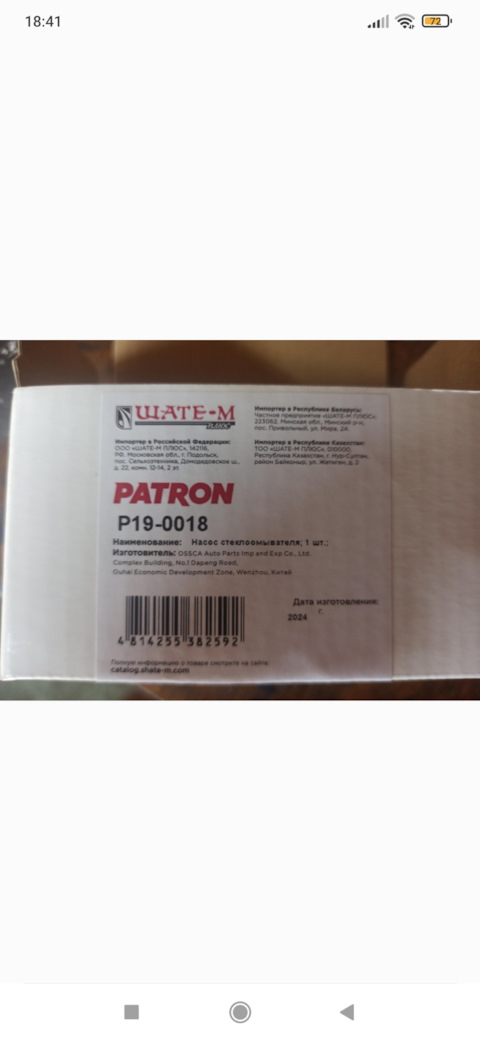 18:41
72
ШАТЕ-М
ПЛЮС
Импортер в Российской Федерации:
ООО «ШАТЕ-М ПЛЮС», 142116,
РФ, Московская обл., г. Подольск,
пос. Сельхозтехника, Домодедовское ш.,
д. 22, комн. 12-14, 2 эт.
Импортер в Республике Беларусь:
Частное предприятие «ШАТЕ-М ПЛЮС»
223062, Минская обл., Минский р-н,
пос. Привольный, ул. Мира, 2А
Импортер в Республике Казахстан:
ТОО «ШАТЕ-М ПЛЮС», 010000,
Республика Казахстан, г. Нур-Султан,
район Байконыр, ул. Жетиген, д. 2
PATRON
P19-0018
Наименование: Насос стеклоомывателя; 1 шт.;
Изготовитель: OSSCA Auto Parts Imp and Exp Co., Ltd.
Complex Building, No.1 Dapeng Road,
Guhai Economic Development Zone, Wenzhou, Китай
Дата изготовления:
г.
2024
4 814255 382592
Полную информацию о товаре смотрите на сайте:
catalog.shate-m.com